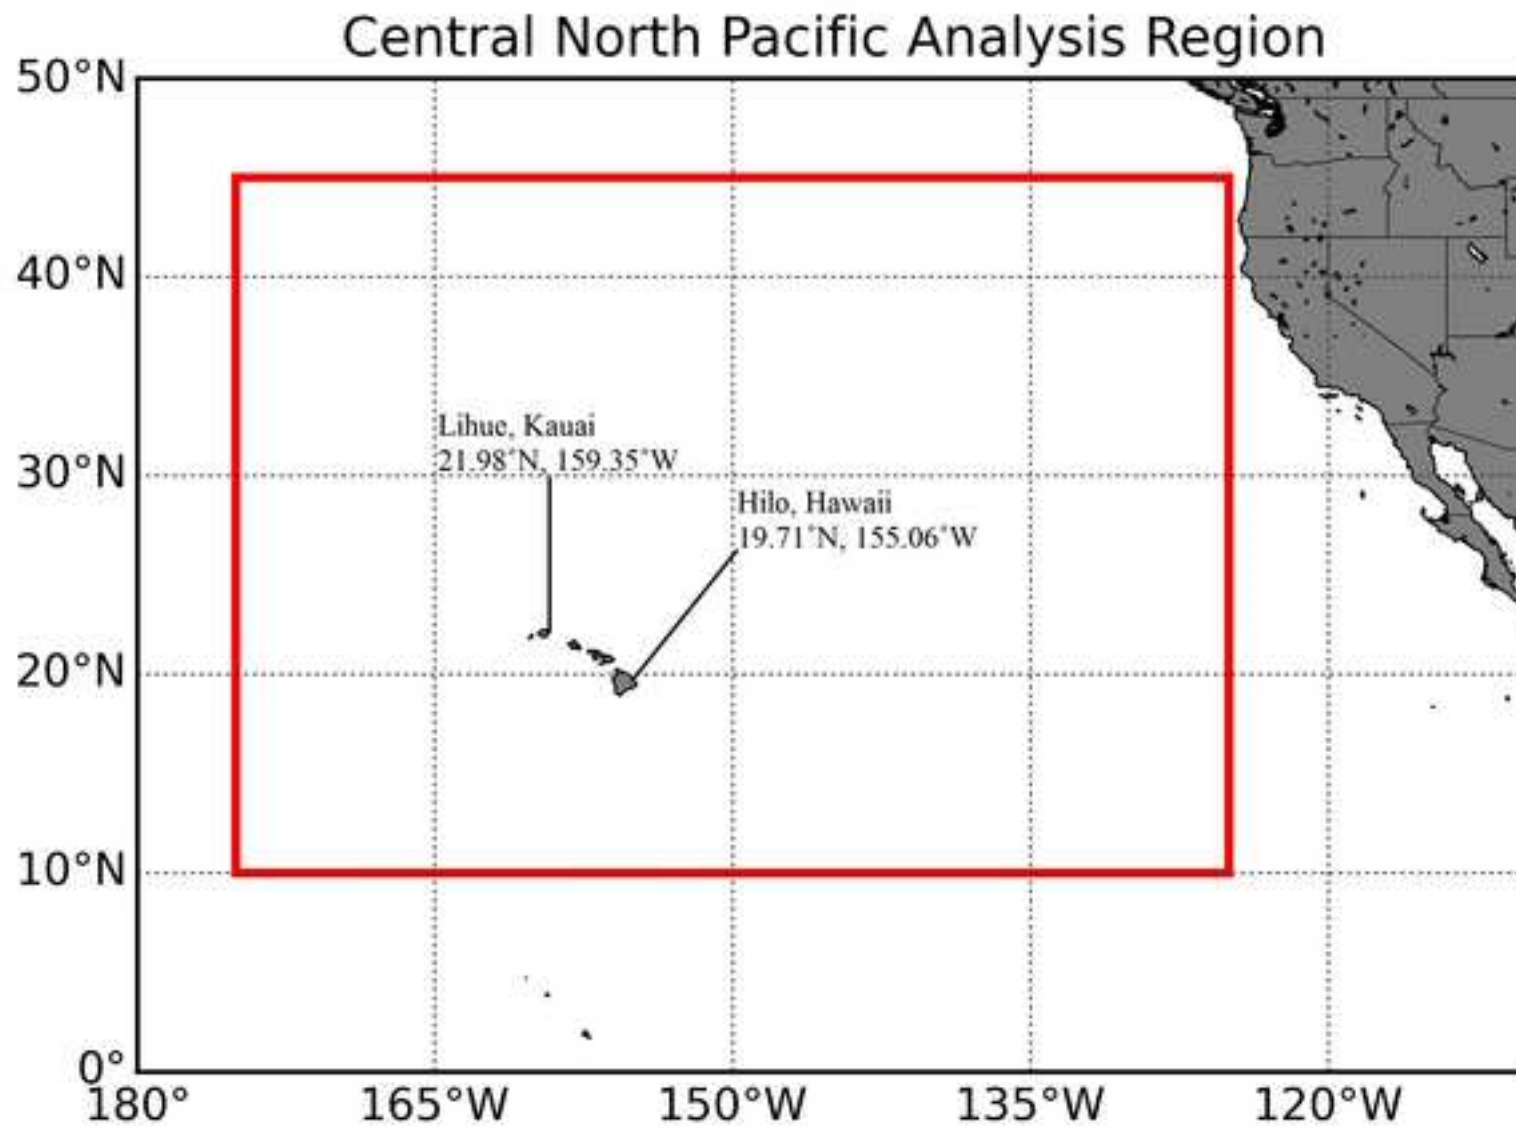 Central North Pacific Analysis Region
50°N
40°N
Lihue, Kauai
21.98°N, 159.35°W
30°N
Hilo, Hawaii
19.71°N, 155.06°W
20°N
10°N
0°
180° 165°W 150°W 135°W 120°W